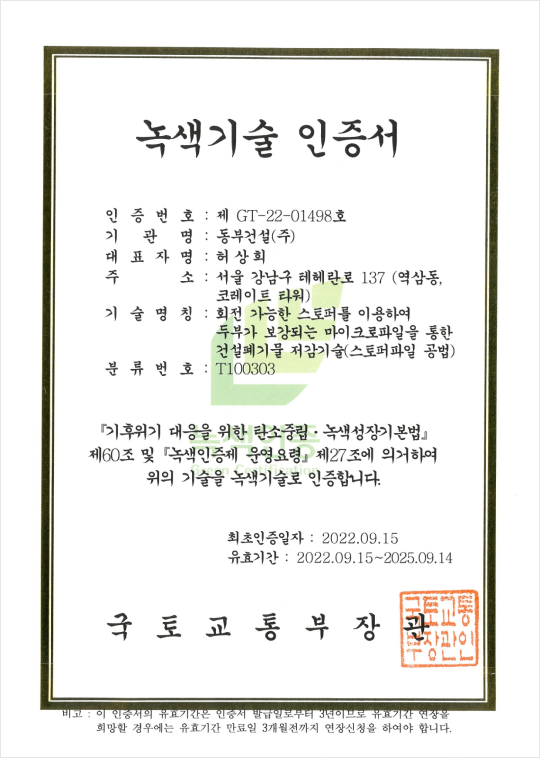 녹색기술 인증서
인 증 번 호 : 제 GT-22-01498호
기 관 명 : 동부건설(주)
대 표 자 명 : 허상희
주 소 : 서울 강남구 테헤란로 137 (역삼동,
코레이트 타워)
기 술 명 칭 : 회전 가능한 스토퍼를 이용하여
두부가 보강되는 마이크로파일을 통한
건설폐기물 저감기술(스토퍼파일 공법)
분 류 번 호 : T100303
녹색인증
Green Certification
『기후위기 대응을 위한 탄소중립·녹색성장기본법』
제60조 및 『녹색인증제 운영요령』 제27조에 의거하여
위의 기술을 녹색기술로 인증합니다.
최초인증일자 : 2022.09.15
유효기간 : 2022.09.15~2025.09.14
국 토 교 통 부 장 관
국토교통
부장관인
비고 : 이 인증서의 유효기간은 인증서 발급일로부터 3년이므로 유효기간 연장을
희망할 경우에는 유효기간 만료일 3개월전까지 연장신청을 하여야 합니다.